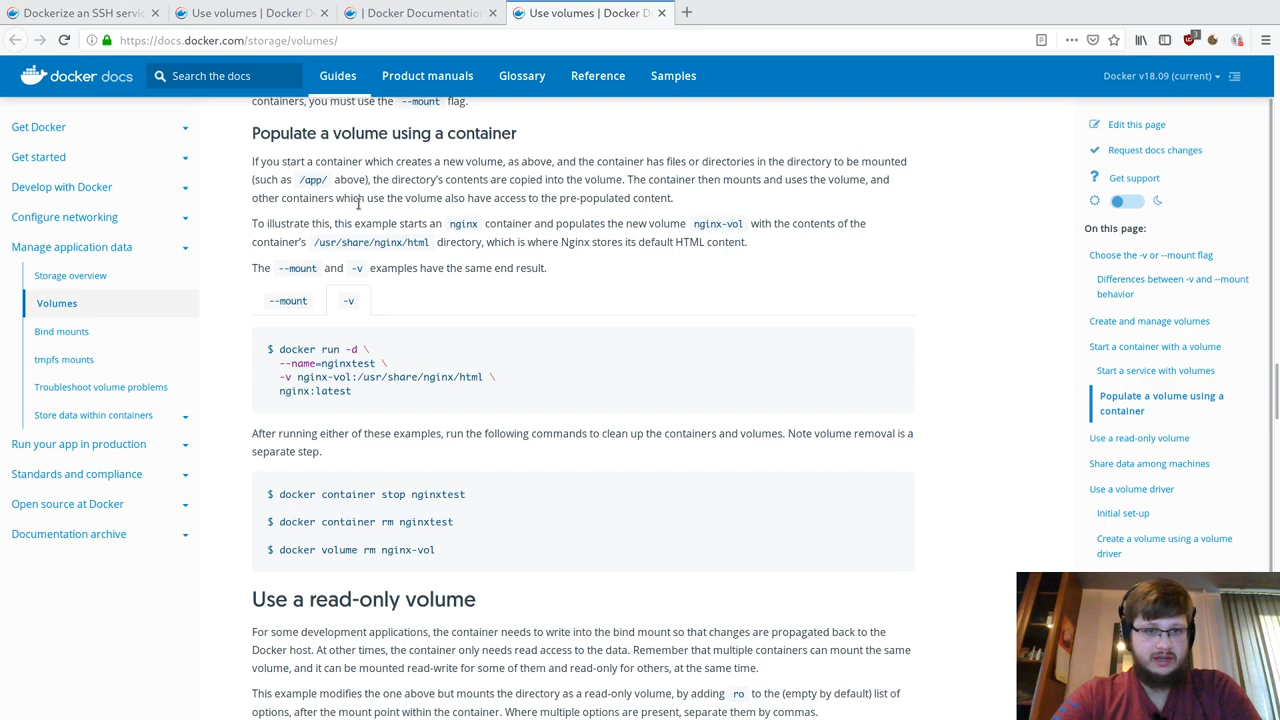 Dockerize an SSH servic
Use volumes | Docker D
| Docker Documentation
Use volumes | Docker D
https://docs.docker.com/storage/volumes/
3
docker docs
Search the docs
Guides
Product manuals
Glossary
Reference
Samples
Docker v18.09 (current)
Get Docker
Get started
Develop with Docker
Configure networking
Manage application data
Storage overview
Volumes
Bind mounts
tmpfs mounts
Troubleshoot volume problems
Store data within containers
Run your app in production
Standards and compliance
Open source at Docker
Documentation archive
containers, you must use the --mount flag.
Populate a volume using a container
If you start a container which creates a new volume, as above, and the container has files or directories in the directory to be mounted
(such as /app/ above), the directory's contents are copied into the volume. The container then mounts and uses the volume, and
other containers which use the volume also have access to the pre-populated content.
To illustrate this, this example starts an nginx container and populates the new volume nginx-vol with the contents of the
container's /usr/share/nginx/html directory, which is where Nginx stores its default HTML content.
The --mount and -v examples have the same end result.
--mount
-v
$ docker run -d \
--name=nginxtest \
-v nginx-vol:/usr/share/nginx/html \
nginx:latest
After running either of these examples, run the following commands to clean up the containers and volumes. Note volume removal is a
separate step.
$ docker container stop nginxtest
$ docker container rm nginxtest
$ docker volume rm nginx-vol
Use a read-only volume
For some development applications, the container needs to write into the bind mount so that changes are propagated back to the
Docker host. At other times, the container only needs read access to the data. Remember that multiple containers can mount the same
volume, and it can be mounted read-write for some of them and read-only for others, at the same time.
This example modifies the one above but mounts the directory as a read-only volume, by adding ro to the (empty by default) list of
options, after the mount point within the container. Where multiple options are present, separate them by commas.
Edit this page
Request docs changes
Get support
On this page:
Choose the -v or --mount flag
Differences between -v and --mount
behavior
Create and manage volumes
Start a container with a volume
Start a service with volumes
Populate a volume using a
container
Use a read-only volume
Share data among machines
Use a volume driver
Initial set-up
Create a volume using a volume
driver